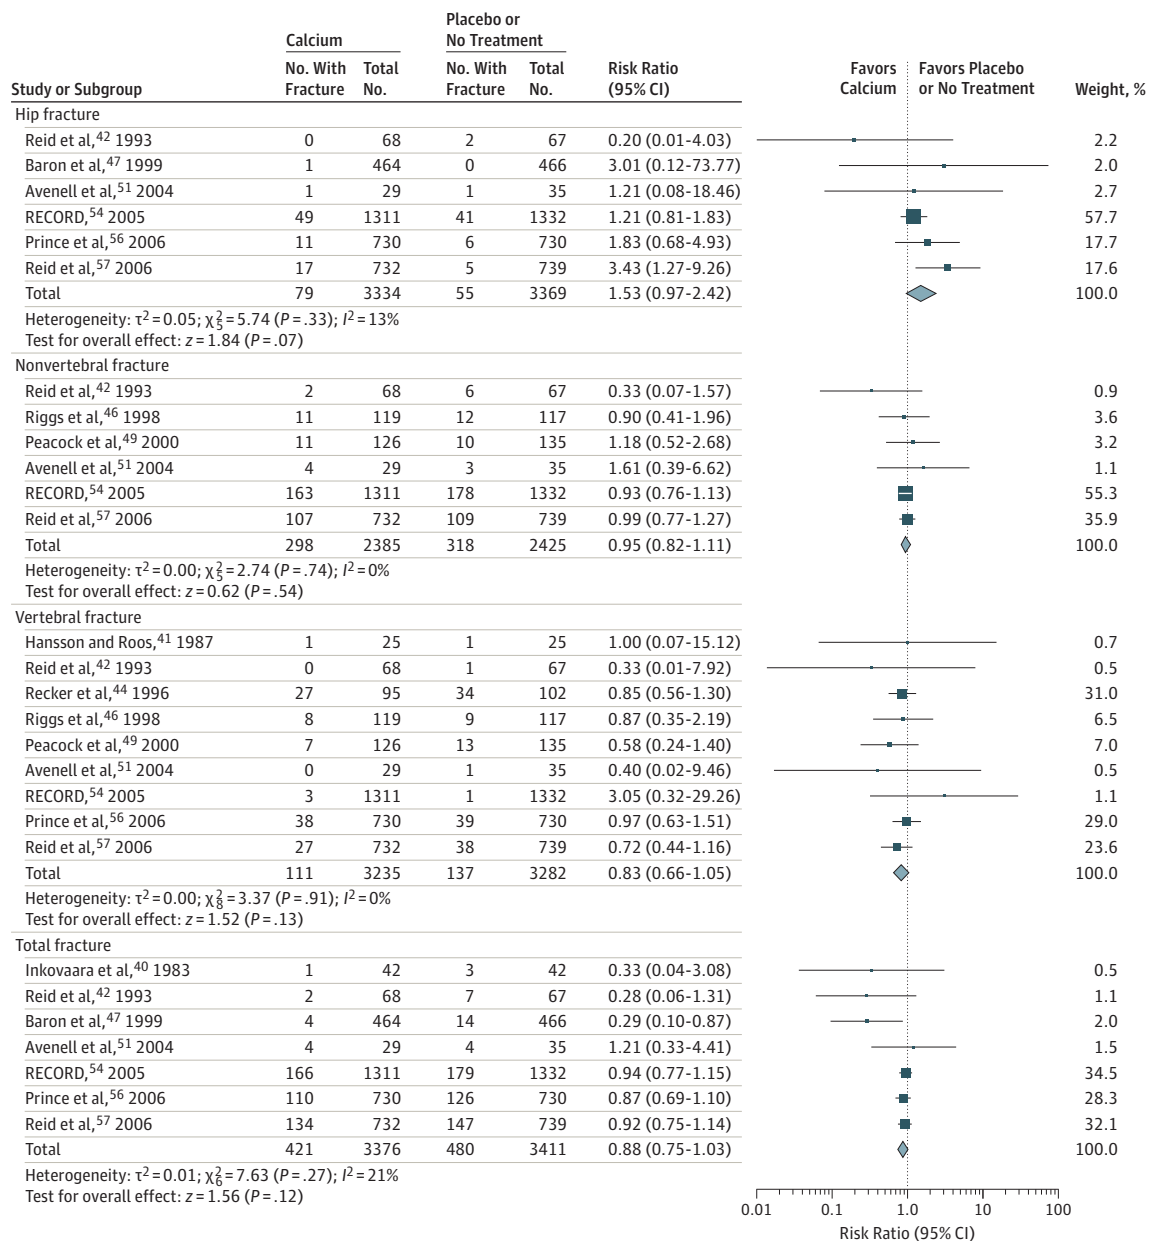 Calcium Placebo or No Treatment
Study or Subgroup No. With Fracture Total No. No. With Fracture Total No. Risk Ratio (95% CI) Favors Calcium Favors Placebo or No Treatment Weight, %
Hip fracture
Reid et al,42 1993 0 68 2 67 0.20 (0.01-4.03) 2.2
Baron et al,47 1999 1 464 0 466 3.01 (0.12-73.77) 2.0
Avenell et al,51 2004 1 29 1 35 1.21 (0.08-18.46) 2.7
RECORD,54 2005 49 1311 41 1332 1.21 (0.81-1.83) 57.7
Prince et al,56 2006 11 730 6 730 1.83 (0.68-4.93) 17.7
Reid et al,57 2006 17 732 5 739 3.43 (1.27-9.26) 17.6
Total 79 3334 55 3369 1.53 (0.97-2.42) 100.0
Heterogeneity: τ2 = 0.05; χ25 = 5.74 (P = .33); I2 = 13%
Test for overall effect: z = 1.84 (P = .07)
Nonvertebral fracture
Reid et al,42 1993 2 68 6 67 0.33 (0.07-1.57) 0.9
Riggs et al,46 1998 11 119 12 117 0.90 (0.41-1.96) 3.6
Peacock et al,49 2000 11 126 10 135 1.18 (0.52-2.68) 3.2
Avenell et al,51 2004 4 29 3 35 1.61 (0.39-6.62) 1.1
RECORD,54 2005 163 1311 178 1332 0.93 (0.76-1.13) 55.3
Reid et al,57 2006 107 732 109 739 0.99 (0.77-1.27) 35.9
Total 298 2385 318 2425 0.95 (0.82-1.11) 100.0
Heterogeneity: τ2 = 0.00; χ25 = 2.74 (P = .74); I2 = 0%
Test for overall effect: z = 0.62 (P = .54)
Vertebral fracture
Hansson and Roos,41 1987 1 25 1 25 1.00 (0.07-15.12) 0.7
Reid et al,42 1993 0 68 1 67 0.33 (0.01-7.92) 0.5
Recker et al,44 1996 27 95 34 102 0.85 (0.56-1.30) 31.0
Riggs et al,46 1998 8 119 9 117 0.87 (0.35-2.19) 6.5
Peacock et al,49 2000 7 126 13 135 0.58 (0.24-1.40) 7.0
Avenell et al,51 2004 0 29 1 35 0.40 (0.02-9.46) 0.5
RECORD,54 2005 3 1311 1 1332 3.05 (0.32-29.26) 1.1
Prince et al,56 2006 38 730 39 730 0.97 (0.63-1.51) 29.0
Reid et al,57 2006 27 732 38 739 0.72 (0.44-1.16) 23.6
Total 111 3235 137 3282 0.83 (0.66-1.05) 100.0
Heterogeneity: τ2 = 0.00; χ28 = 3.37 (P = .91); I2 = 0%
Test for overall effect: z = 1.52 (P = .13)
Total fracture
Inkovaara et al,40 1983 1 42 3 42 0.33 (0.04-3.08) 0.5
Reid et al,42 1993 2 68 7 67 0.28 (0.06-1.31) 1.1
Baron et al,47 1999 4 464 14 466 0.29 (0.10-0.87) 2.0
Avenell et al,51 2004 4 29 4 35 1.21 (0.33-4.41) 1.5
RECORD,54 2005 166 1311 179 1332 0.94 (0.77-1.15) 34.5
Prince et al,56 2006 110 730 126 730 0.87 (0.69-1.10) 28.3
Reid et al,57 2006 134 732 147 739 0.92 (0.75-1.14) 32.1
Total 421 3376 480 3411 0.88 (0.75-1.03) 100.0
Heterogeneity: τ2 = 0.01; χ26 = 7.63 (P = .27); I2 = 21%
Test for overall effect: z = 1.56 (P = .12)
0.01 0.1 1.0 10 100
Risk Ratio (95% CI)